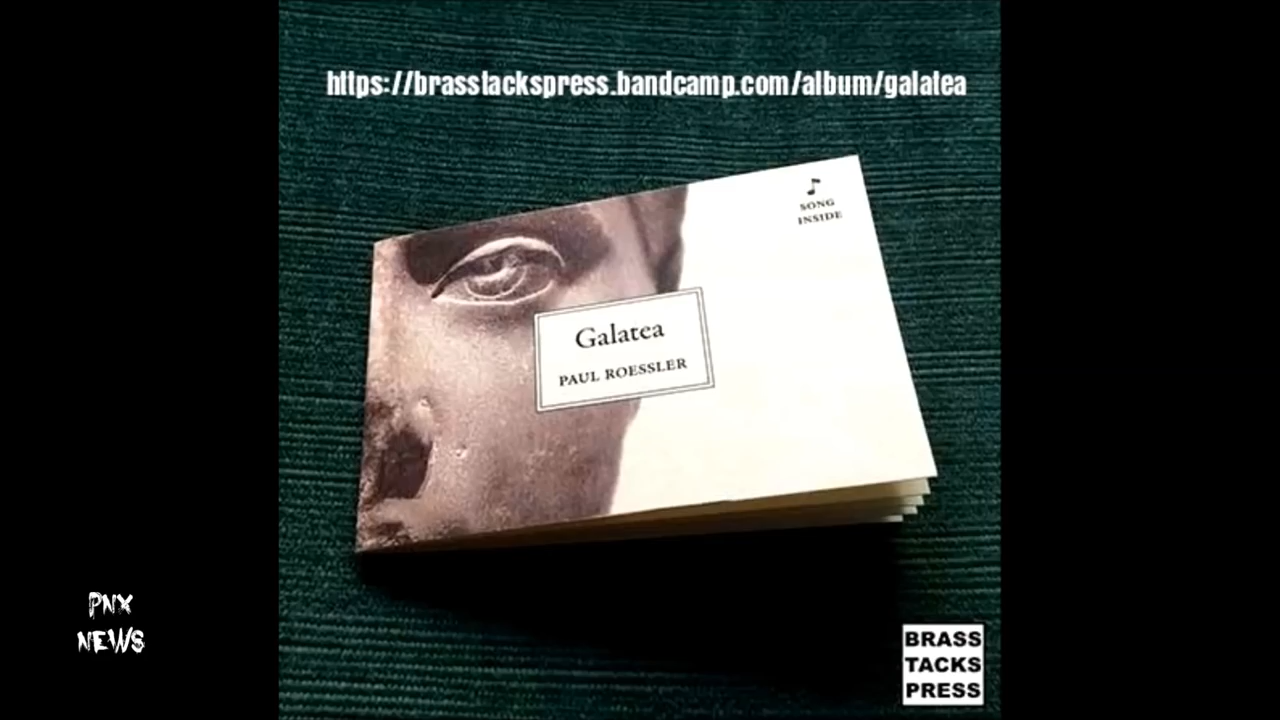 https://brasstackspress.bandcamp.com/album/galatea
♪
SONG
INSIDE
Galatea
PAUL ROESSLER
PNX
NEWS
BRASS
TACKS
PRESS